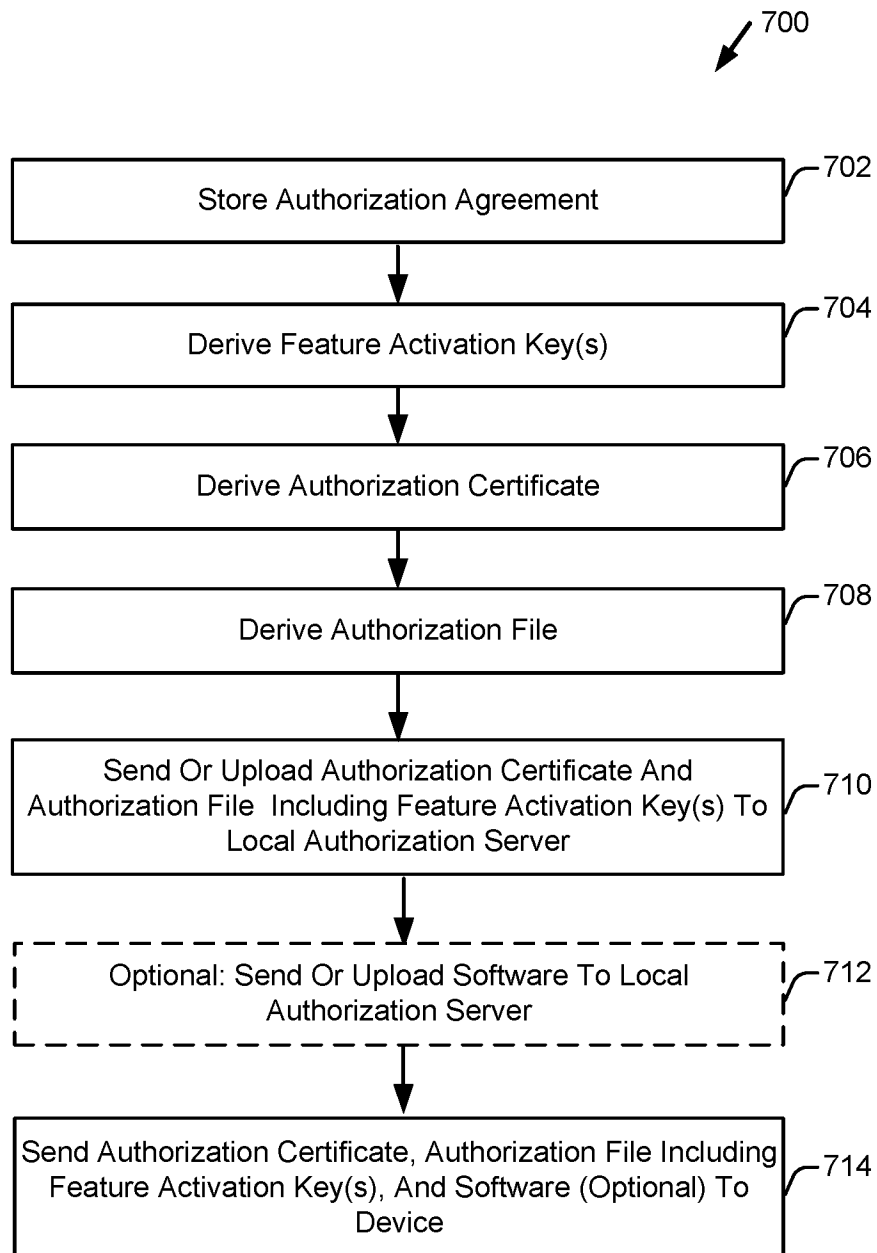 700
Store Authorization Agreement
702
Derive Feature Activation Key(s)
704
Derive Authorization Certificate
706
Derive Authorization File
708
Send Or Upload Authorization Certificate And
Authorization File Including Feature Activation Key(s) To
Local Authorization Server
710
Optional: Send Or Upload Software To Local
Authorization Server
712
Send Authorization Certificate, Authorization File Including
Feature Activation Key(s), And Software (Optional) To
Device
714